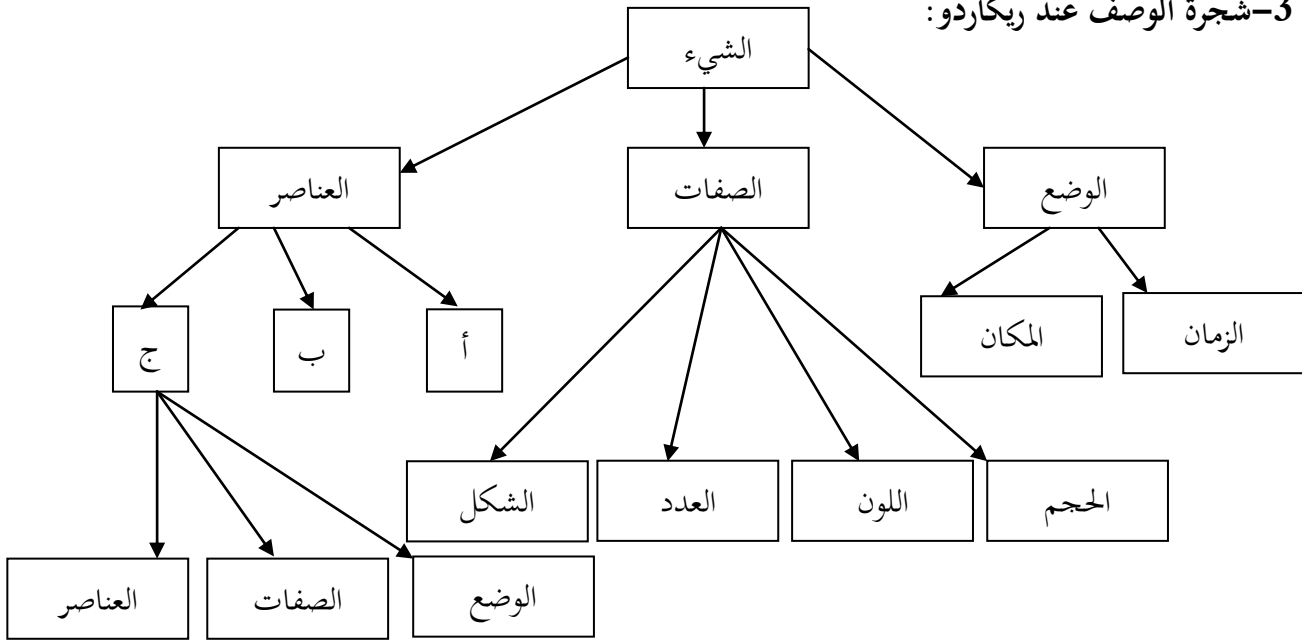 3-شجرة الوصف عند ريكاردو:
الشيء
الوضع
الصفات
العناصر
الزمان
المكان
أ
ب
ج
الحجم
اللون
العدد
الشكل
الوضع
الصفات
العناصر